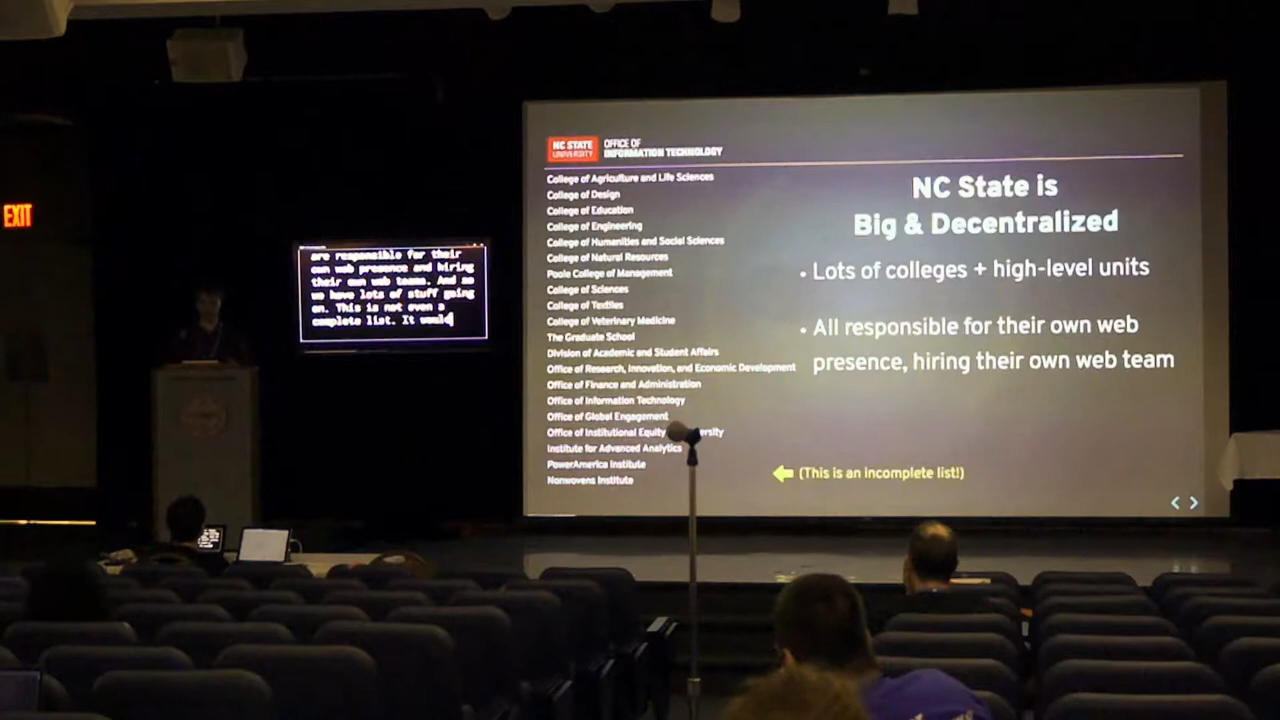 EXIT
are responsible for their
own web presence and hiring
their own web teams. And so
we have lots of stuff going
on. This is not even a
complete list. It would
NC STATE
UNIVERSITY
OFFICE OF
INFORMATION TECHNOLOGY
College of Agriculture and Life Sciences
College of Design
College of Education
College of Engineering
College of Humanities and Social Sciences
College of Natural Resources
Poole College of Management
College of Sciences
College of Textiles
College of Veterinary Medicine
The Graduate School
Division of Academic and Student Affairs
Office of Research, Innovation, and Economic Development
Office of Finance and Administration
Office of Information Technology
Office of Global Engagement
Office of Institutional Equity
Institute for Advanced Analytics
PowerAmerica Institute
Nonwovens Institute
NC State is
Big & Decentralized
• Lots of colleges + high-level units
• All responsible for their own web
presence, hiring their own web team
(This is an incomplete list!)